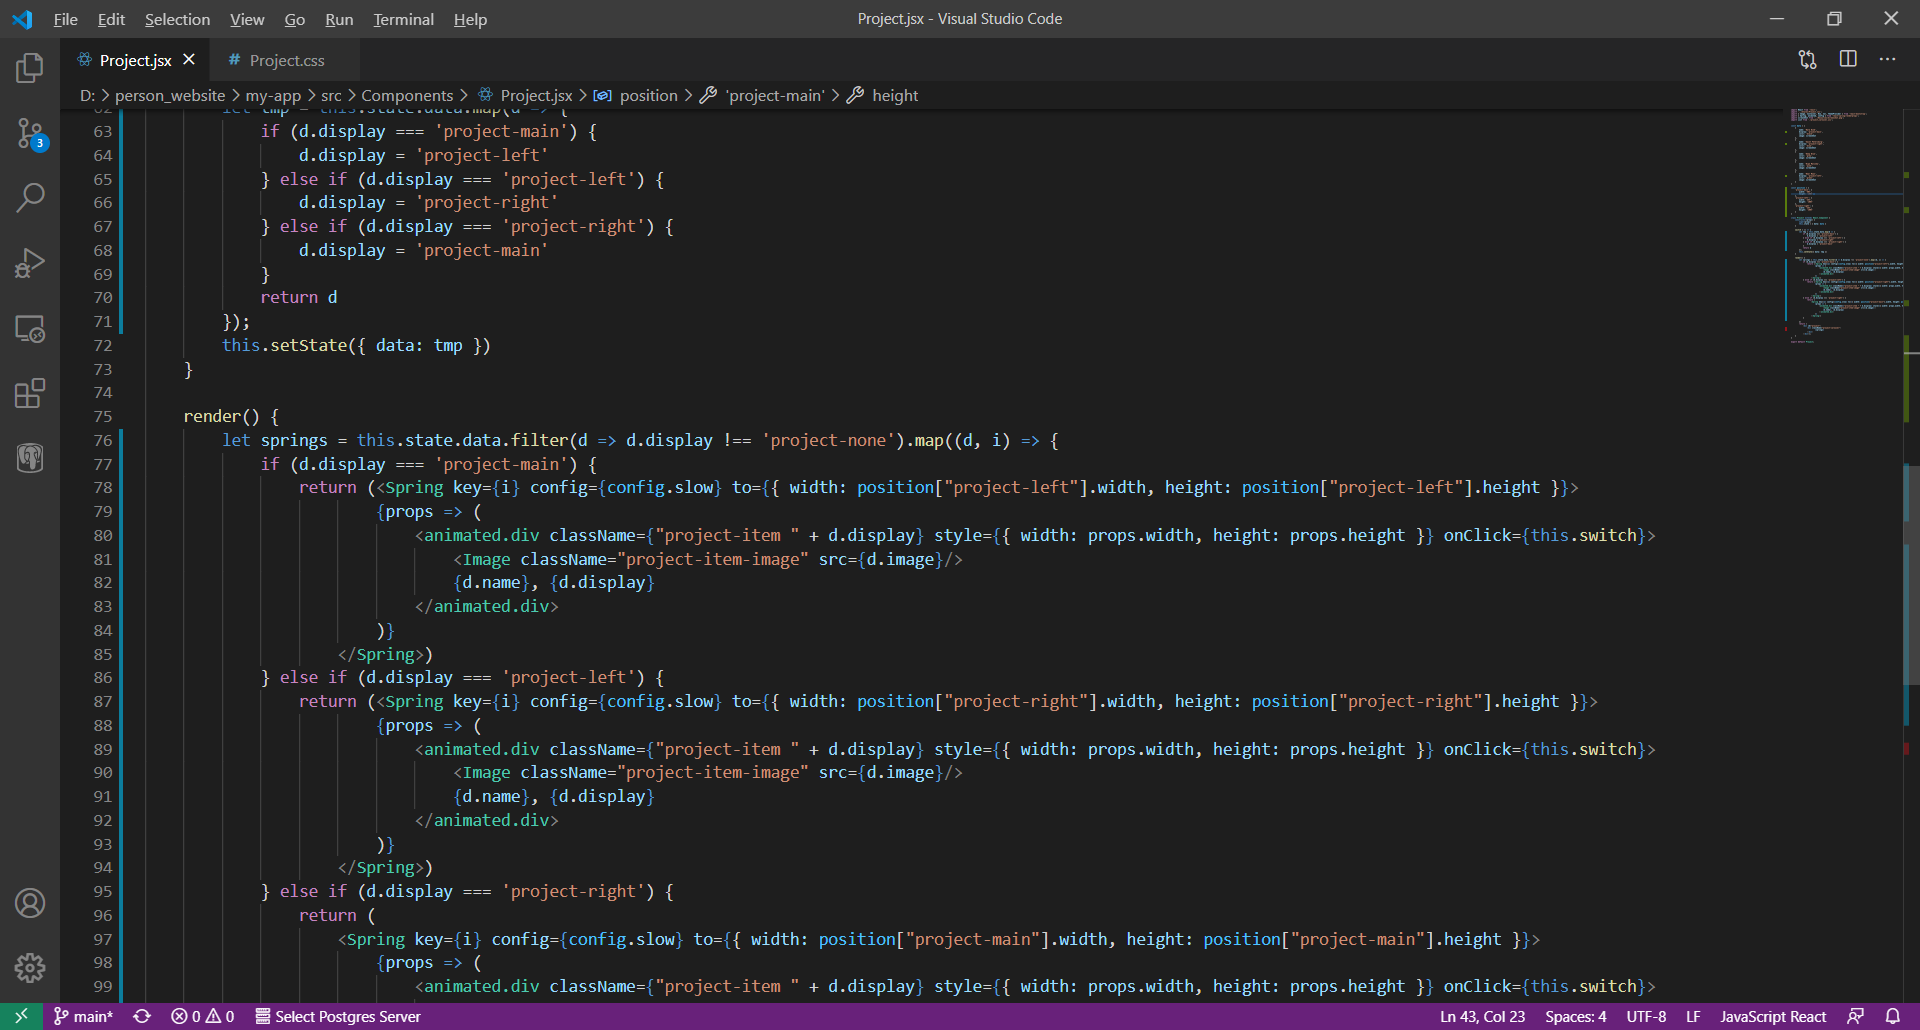 File Edit Selection View Go Run Terminal Help Project.jsx - Visual Studio Code
Project.jsx # Project.css
D: > person_website > my-app > src > Components > Project.jsx > position > 'project-main' > height
62 let tmp = this.state.data.map(d => {
63 if (d.display === 'project-main') {
64 d.display = 'project-left'
65 } else if (d.display === 'project-left') {
66 d.display = 'project-right'
67 } else if (d.display === 'project-right') {
68 d.display = 'project-main'
69 }
70 return d
71 });
72 this.setState({ data: tmp })
73 }
74
75 render() {
76 let springs = this.state.data.filter(d => d.display !== 'project-none').map((d, i) => {
77 if (d.display === 'project-main') {
78 return (<Spring key={i} config={config.slow} to={{ width: position["project-left"].width, height: position["project-left"].height }}>
79 {props => (
80 <animated.div className={"project-item " + d.display} style={{ width: props.width, height: props.height }} onClick={this.switch}>
81 <Image className="project-item-image" src={d.image}/>
82 {d.name}, {d.display}
83 </animated.div>
84 )}
85 </Spring>)
86 } else if (d.display === 'project-left') {
87 return (<Spring key={i} config={config.slow} to={{ width: position["project-right"].width, height: position["project-right"].height }}>
88 {props => (
89 <animated.div className={"project-item " + d.display} style={{ width: props.width, height: props.height }} onClick={this.switch}>
90 <Image className="project-item-image" src={d.image}/>
91 {d.name}, {d.display}
92 </animated.div>
93 )}
94 </Spring>)
95 } else if (d.display === 'project-right') {
96 return (
97 <Spring key={i} config={config.slow} to={{ width: position["project-main"].width, height: position["project-main"].height }}>
98 {props => (
99 <animated.div className={"project-item " + d.display} style={{ width: props.width, height: props.height }} onClick={this.switch}>
3
main* 0 0 Select Postgres Server Ln 43, Col 23 Spaces: 4 UTF-8 LF JavaScript React